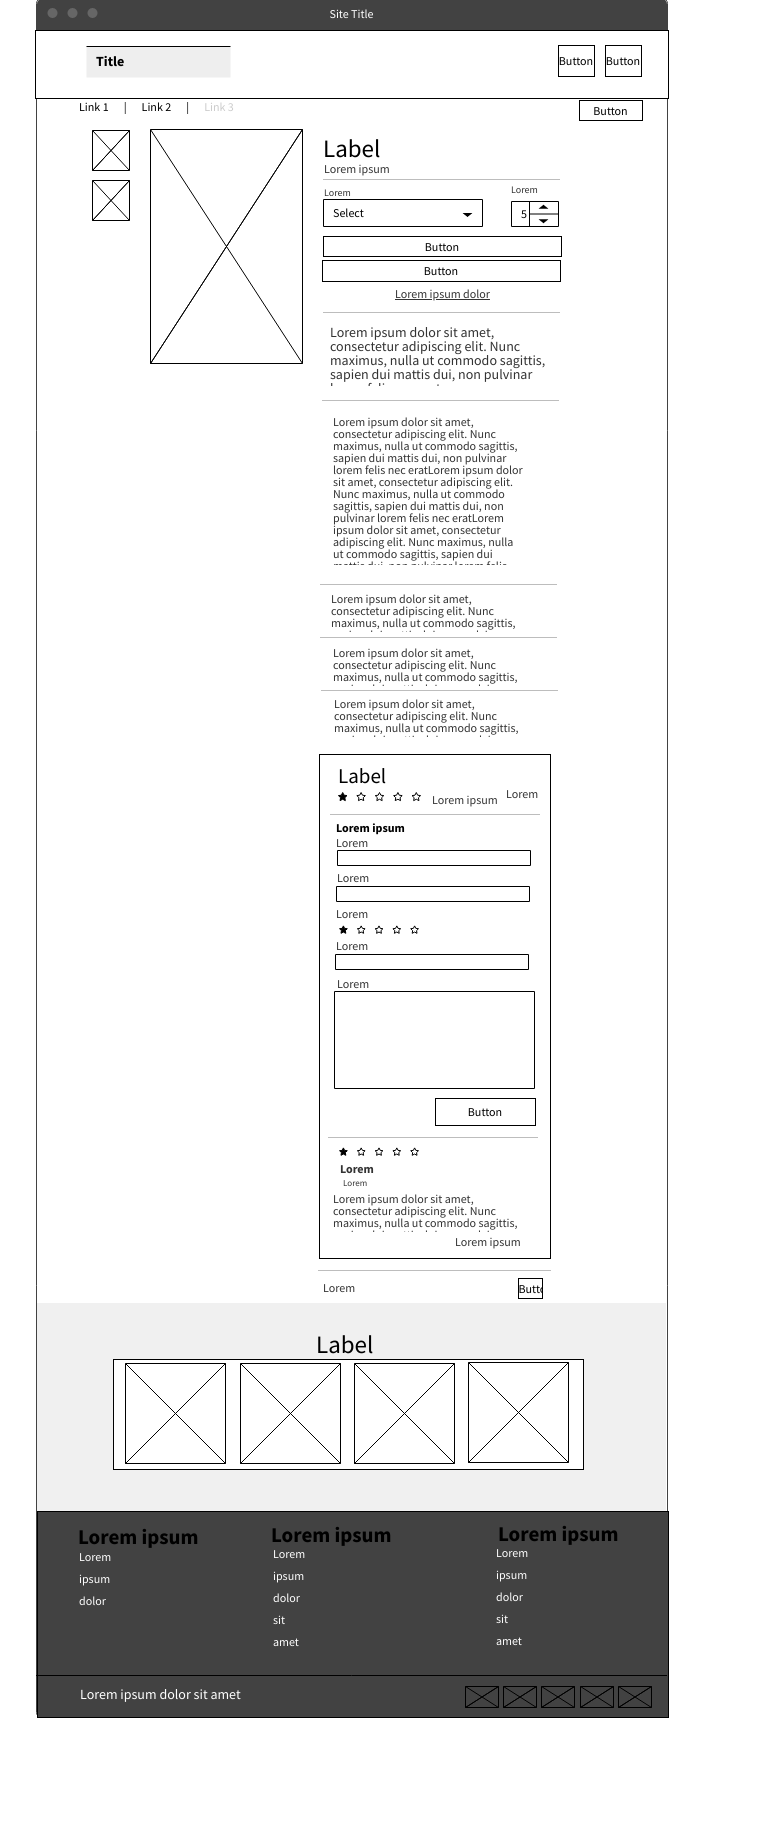 Site Title
Title
Button
Button
Link 1 | Link 2 | Link 3
Button
Label
Lorem ipsum
Lorem
Lorem
Select
5
Button
Button
Lorem ipsum dolor
Lorem ipsum dolor sit amet,
consectetur adipiscing elit. Nunc
maximus, nulla ut commodo sagittis,
sapien dui mattis dui, non pulvinar
Lorem ipsum dolor sit amet,
consectetur adipiscing elit. Nunc
maximus, nulla ut commodo sagittis,
sapien dui mattis dui, non pulvinar
lorem felis nec eratLorem ipsum dolor
sit amet, consectetur adipiscing elit.
Nunc maximus, nulla ut commodo
sagittis, sapien dui mattis dui, non
pulvinar lorem felis nec eratLorem
ipsum dolor sit amet, consectetur
adipiscing elit. Nunc maximus, nulla
ut commodo sagittis, sapien dui
Lorem ipsum dolor sit amet,
consectetur adipiscing elit. Nunc
maximus, nulla ut commodo sagittis,
Lorem ipsum dolor sit amet,
consectetur adipiscing elit. Nunc
maximus, nulla ut commodo sagittis,
Lorem ipsum dolor sit amet,
consectetur adipiscing elit. Nunc
maximus, nulla ut commodo sagittis,
Label
Lorem ipsum
Lorem
Lorem ipsum
Lorem
Lorem
Lorem
Lorem
Lorem
Button
Lorem
Lorem
Lorem ipsum dolor sit amet,
consectetur adipiscing elit. Nunc
maximus, nulla ut commodo sagittis,
Lorem ipsum
Lorem
Butto
Label
Lorem ipsum
Lorem
ipsum
dolor
Lorem ipsum
Lorem
ipsum
dolor
sit
amet
Lorem ipsum
Lorem
ipsum
dolor
sit
amet
Lorem ipsum dolor sit amet